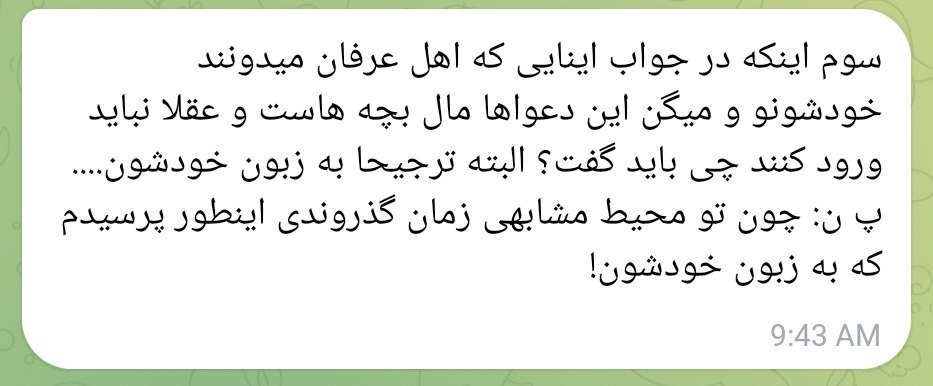 سوم اینکه در جواب اینایی که اهل عرفان میدونند
خودشونو و میگن این دعواها مال بچه هاست و عقلا نباید
ورود کنند چی باید گفت؟ البته ترجیحا به زبون خودشون....
پ ن: چون تو محیط مشابهی زمان گذروندی اینطور پرسیدم
که به زبون خودشون!
9:43 AM